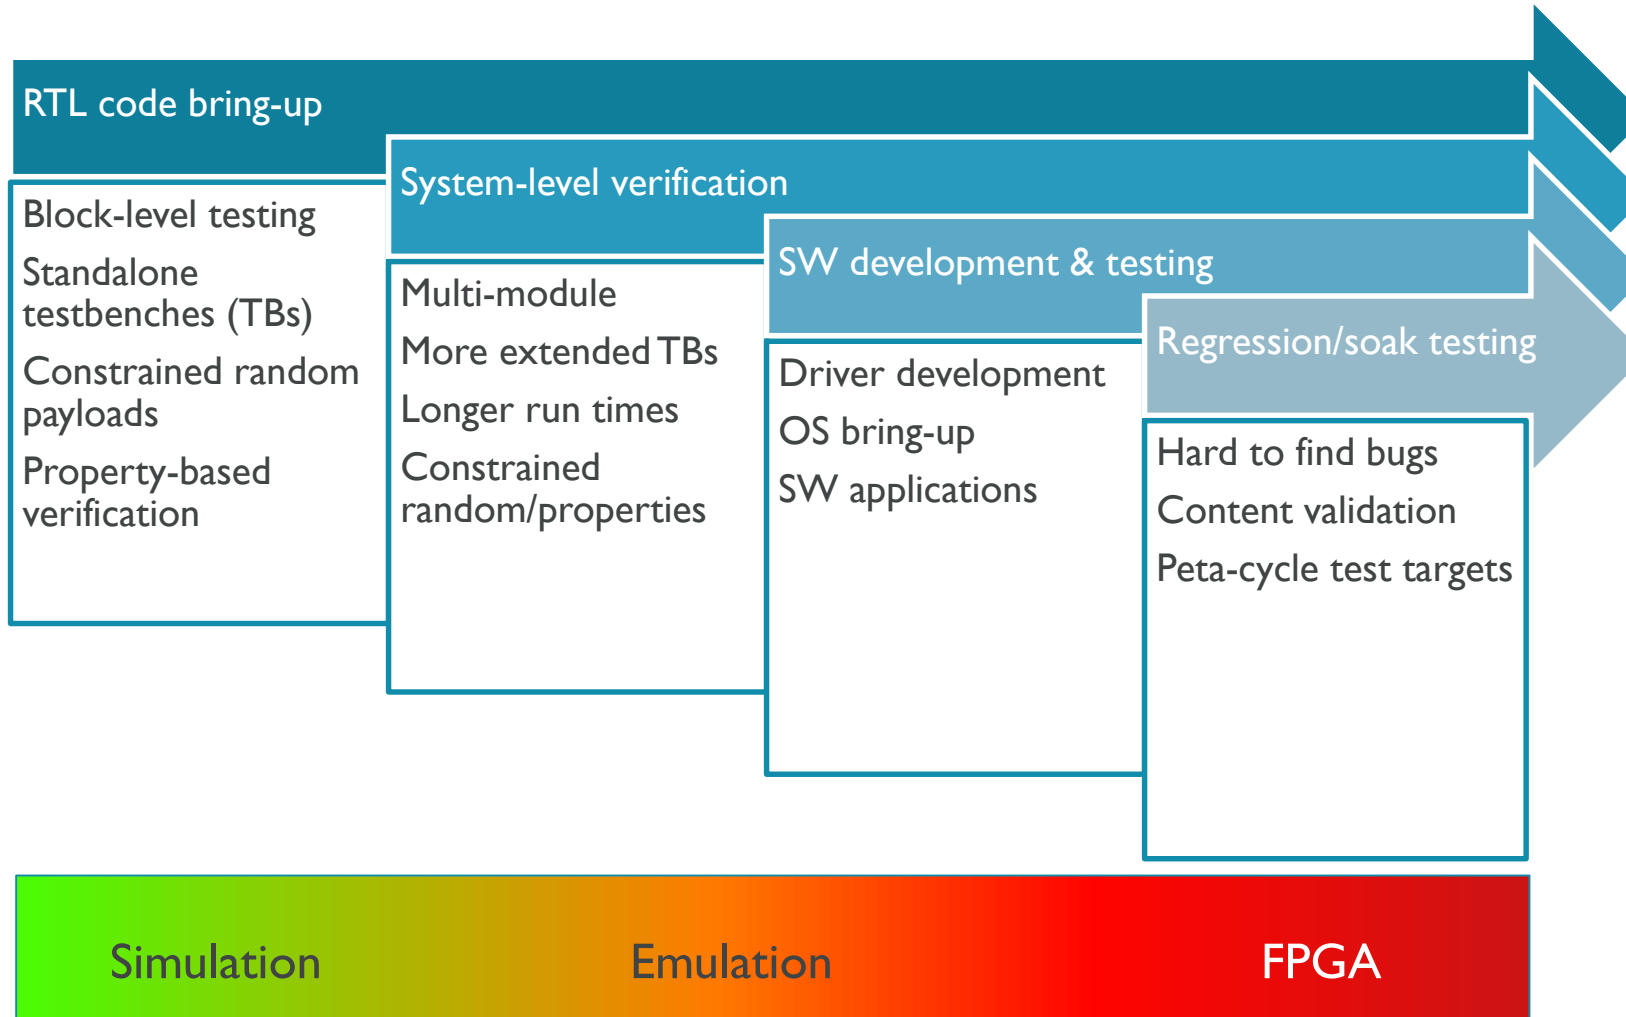 RTL code bring-up
Block-level testing
Standalone
testbenches (TBs)
Constrained random
payloads
Property-based
verification
System-level verification
Multi-module
More extended TBs
Longer run times
Constrained
random/properties
SW development & testing
Driver development
OS bring-up
SW applications
Regression/soak testing
Hard to find bugs
Content validation
Peta-cycle test targets
Simulation
Emulation
FPGA